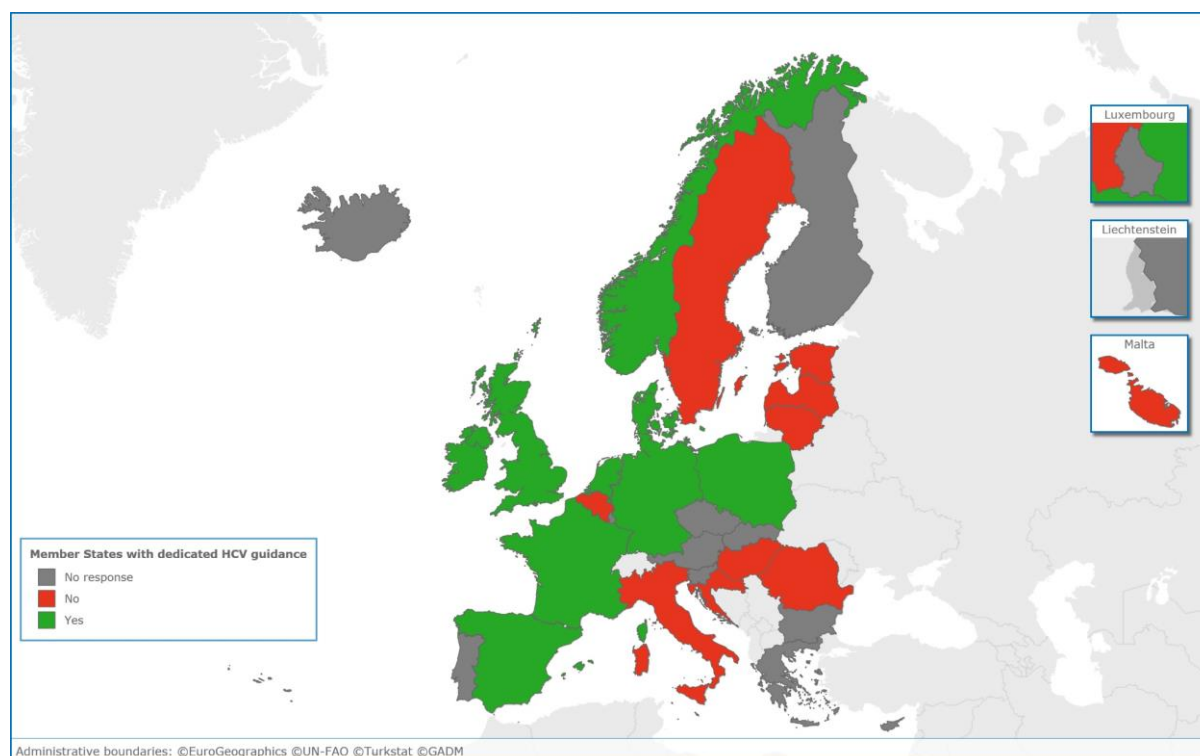 Luxembourg
Liechtenstein
Malta
Member States with dedicated HCV guidance
No response
No
Yes
Administrative boundaries: ©EuroGeographics ©UN-FAO ©Turkstat ©GADM